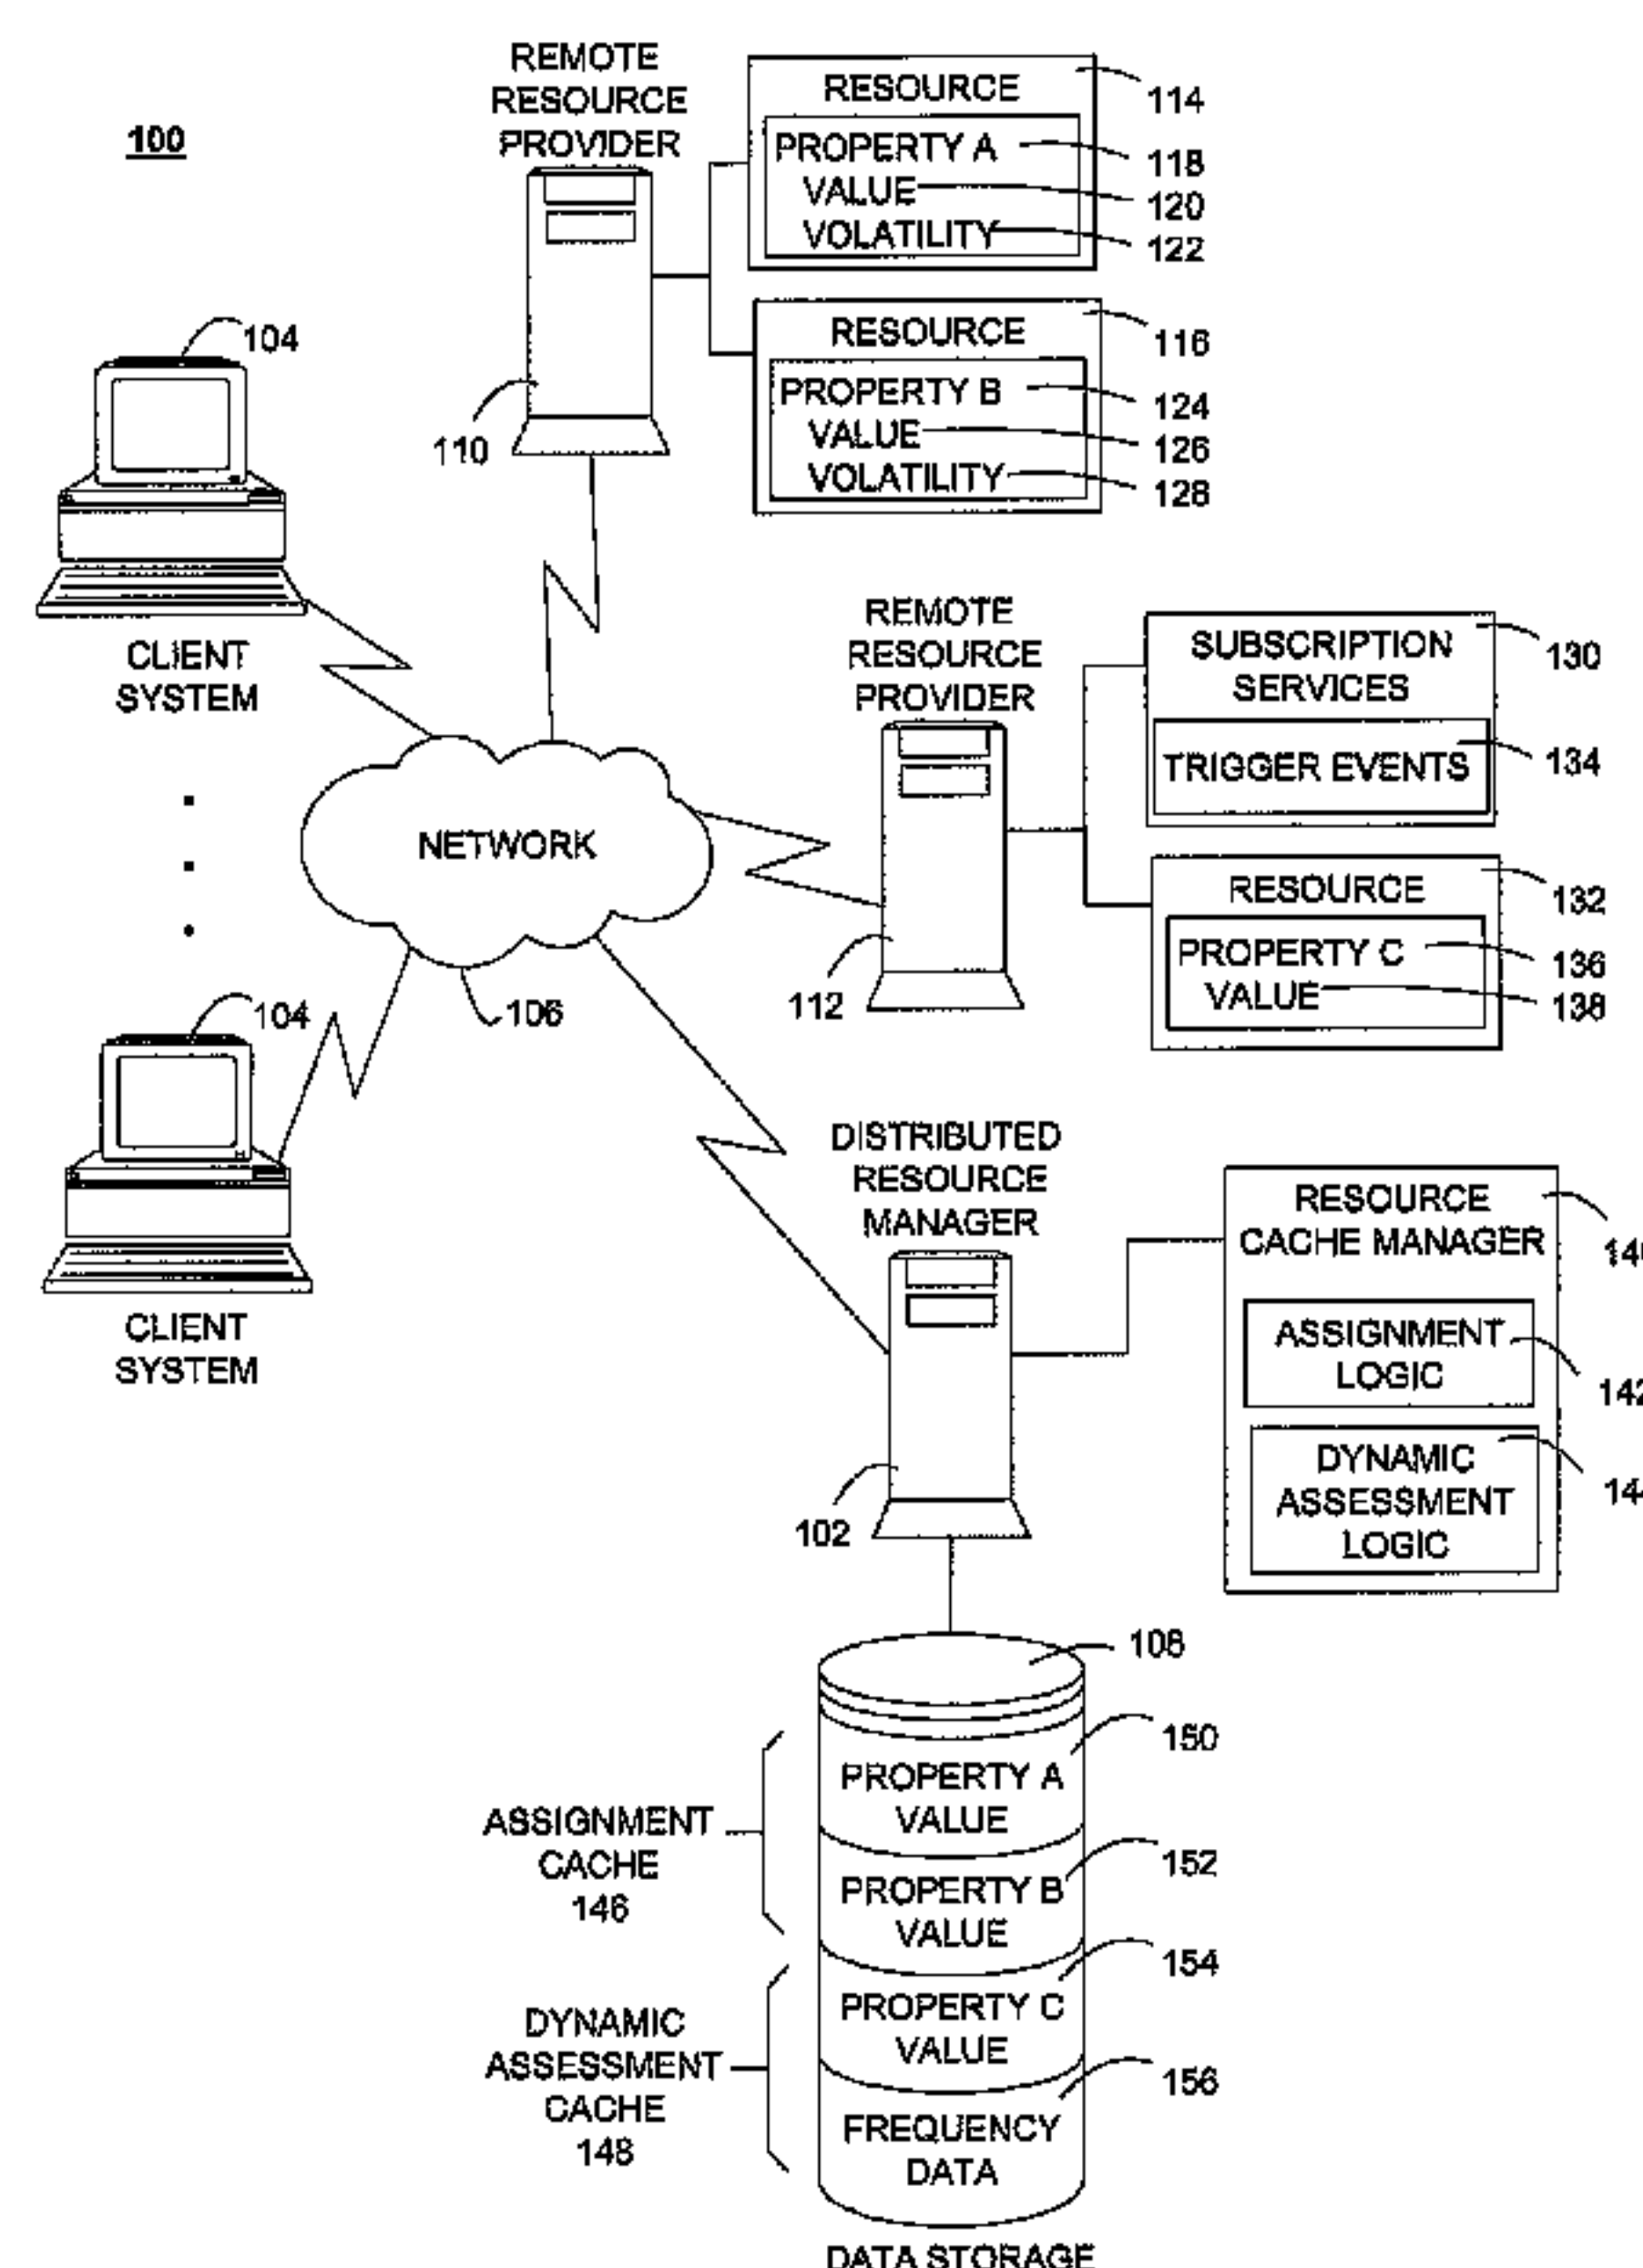 100
REMOTE
RESOURCE
PROVIDER
110
RESOURCE
114
PROPERTY A
118
VALUE
120
VOLATILITY
122
RESOURCE
116
PROPERTY B
124
VALUE
126
VOLATILITY
128
104
CLIENT
SYSTEM
NETWORK
106
REMOTE
RESOURCE
PROVIDER
112
SUBSCRIPTION
SERVICES
130
TRIGGER EVENTS
134
RESOURCE
132
PROPERTY C
136
VALUE
138
104
CLIENT
SYSTEM
DISTRIBUTED
RESOURCE
MANAGER
102
RESOURCE
CACHE MANAGER
ASSIGNMENT
LOGIC
142
DYNAMIC
ASSESSMENT
LOGIC
144
108
PROPERTY A
VALUE
150
ASSIGNMENT
CACHE
146
PROPERTY B
VALUE
152
PROPERTY C
VALUE
154
DYNAMIC
ASSESSMENT
CACHE
148
FREQUENCY
DATA
156
DATA STORAGE